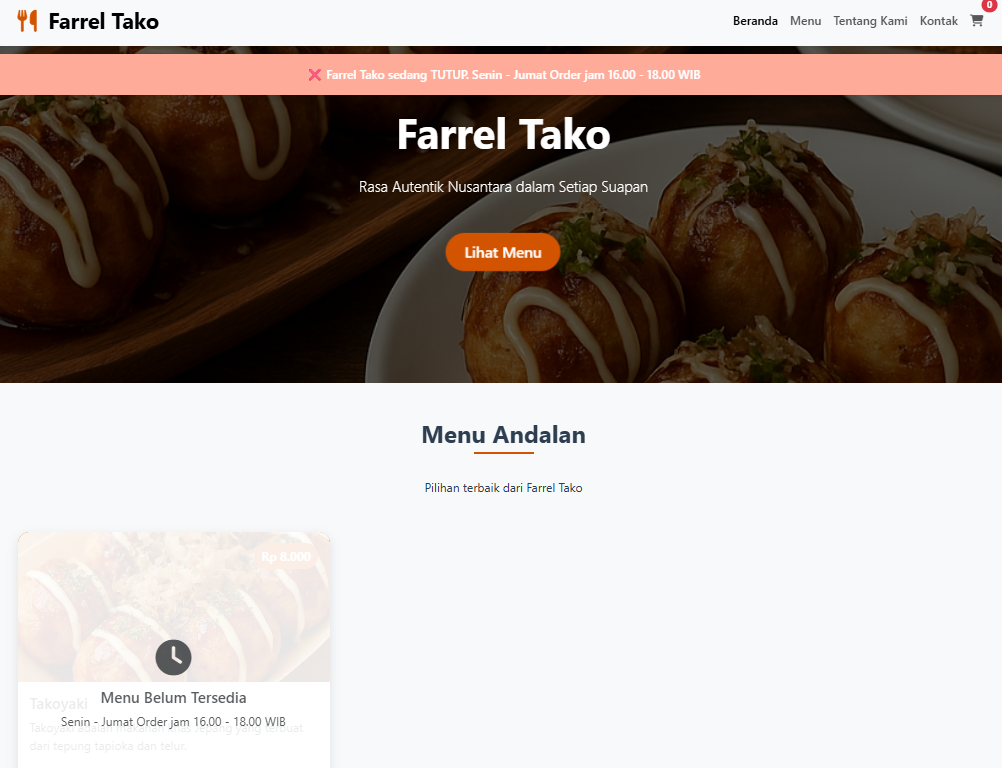 Farrel Tako
Beranda Menu Tentang Kami Kontak 0
❌ Farrel Tako sedang TUTUP. Senin - Jumat Order jam 16.00 - 18.00 WIB
Farrel Tako
Rasa Autentik Nusantara dalam Setiap Suapan
Lihat Menu
Menu Andalan
Pilihan terbaik dari Farrel Tako
Rp 8.000
Takoyaki
Menu Belum Tersedia
Senin - Jumat Order jam 16.00 - 18.00 WIB
Takoyaki adalah makanan khas Jepang yang terbuat
dari tepung tapioka dan telur.